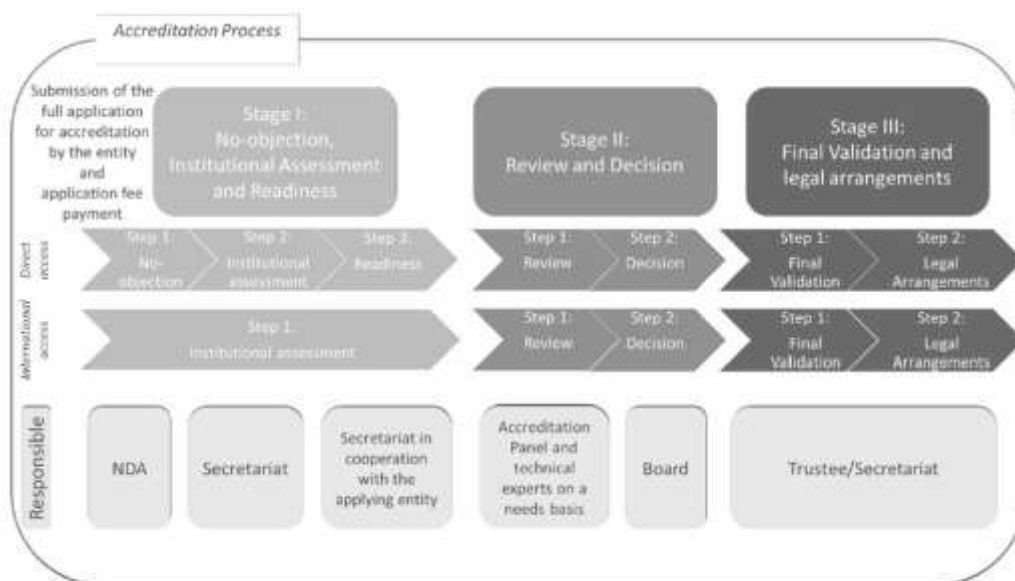 Accreditation Process
Submission of the
full application
for accreditation
by the entity
and
application fee
payment
Stage I:
No-objection,
Institutional Assessment
and Readiness
Stage II:
Review and Decision
Stage III:
Final Validation and
legal arrangements
Direct
access
Step 1:
No-
objection
Step 2:
Institutional
assessment
Step 3:
Readiness
Step 1:
Review
Step 2:
Decision
Step 1:
Final
Validation
Step 2:
Legal
Arrangements
International
access
Step 1:
Institutional assessment
Step 1:
Review
Step 2:
Decision
Step 1:
Final
Validation
Step 2:
Legal
Arrangements
Responsible
NDA
Secretariat
Secretariat in
cooperation
with the
applying entity
Accreditation
Panel and
technical
experts on a
needs basis
Board
Trustee/Secretariat